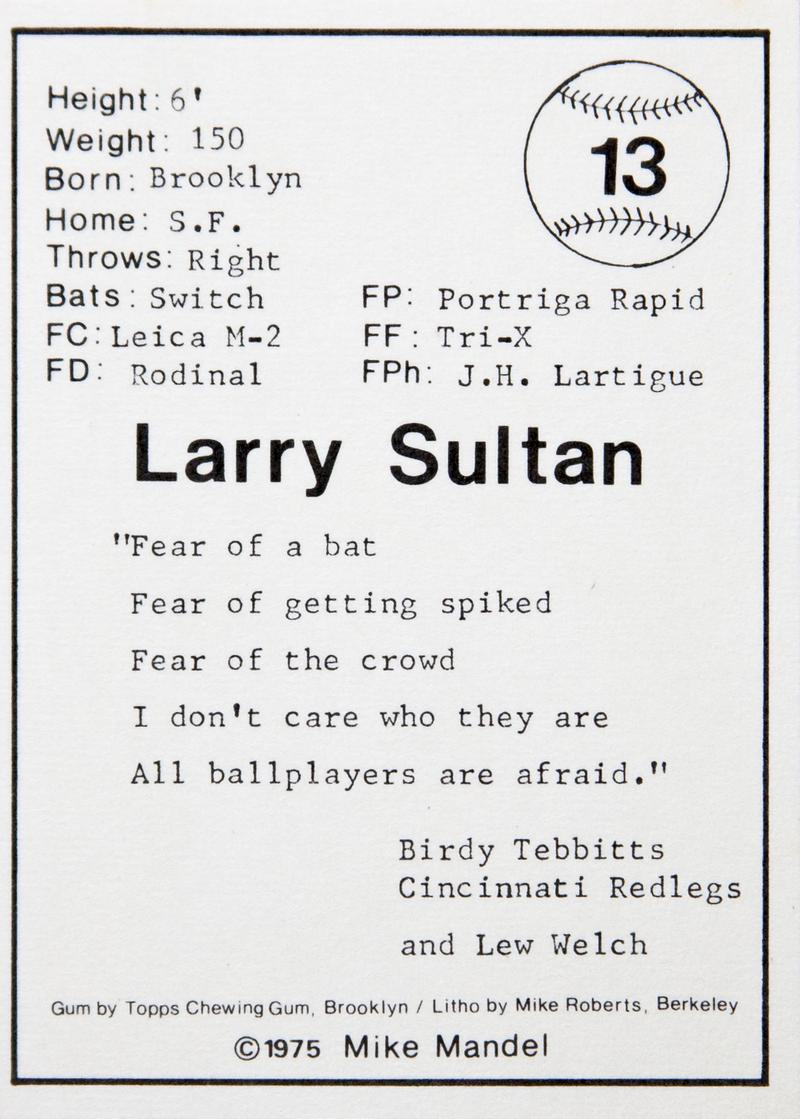 Height: 6'
Weight: 150
Born: Brooklyn
Home: S.F.
Throws: Right
Bats: Switch
FC: Leica M-2
FD: Rodinal
13
FP: Portriga Rapid
FF: Tri-X
FPh: J.H. Lartigue
Larry Sultan
"Fear of a bat
Fear of getting spiked
Fear of the crowd
I don't care who they are
All ballplayers are afraid."
Birdy Tebbitts
Cincinnati Redlegs
and Lew Welch
Gum by Topps Chewing Gum, Brooklyn / Litho by Mike Roberts, Berkeley
©1975 Mike Mandel